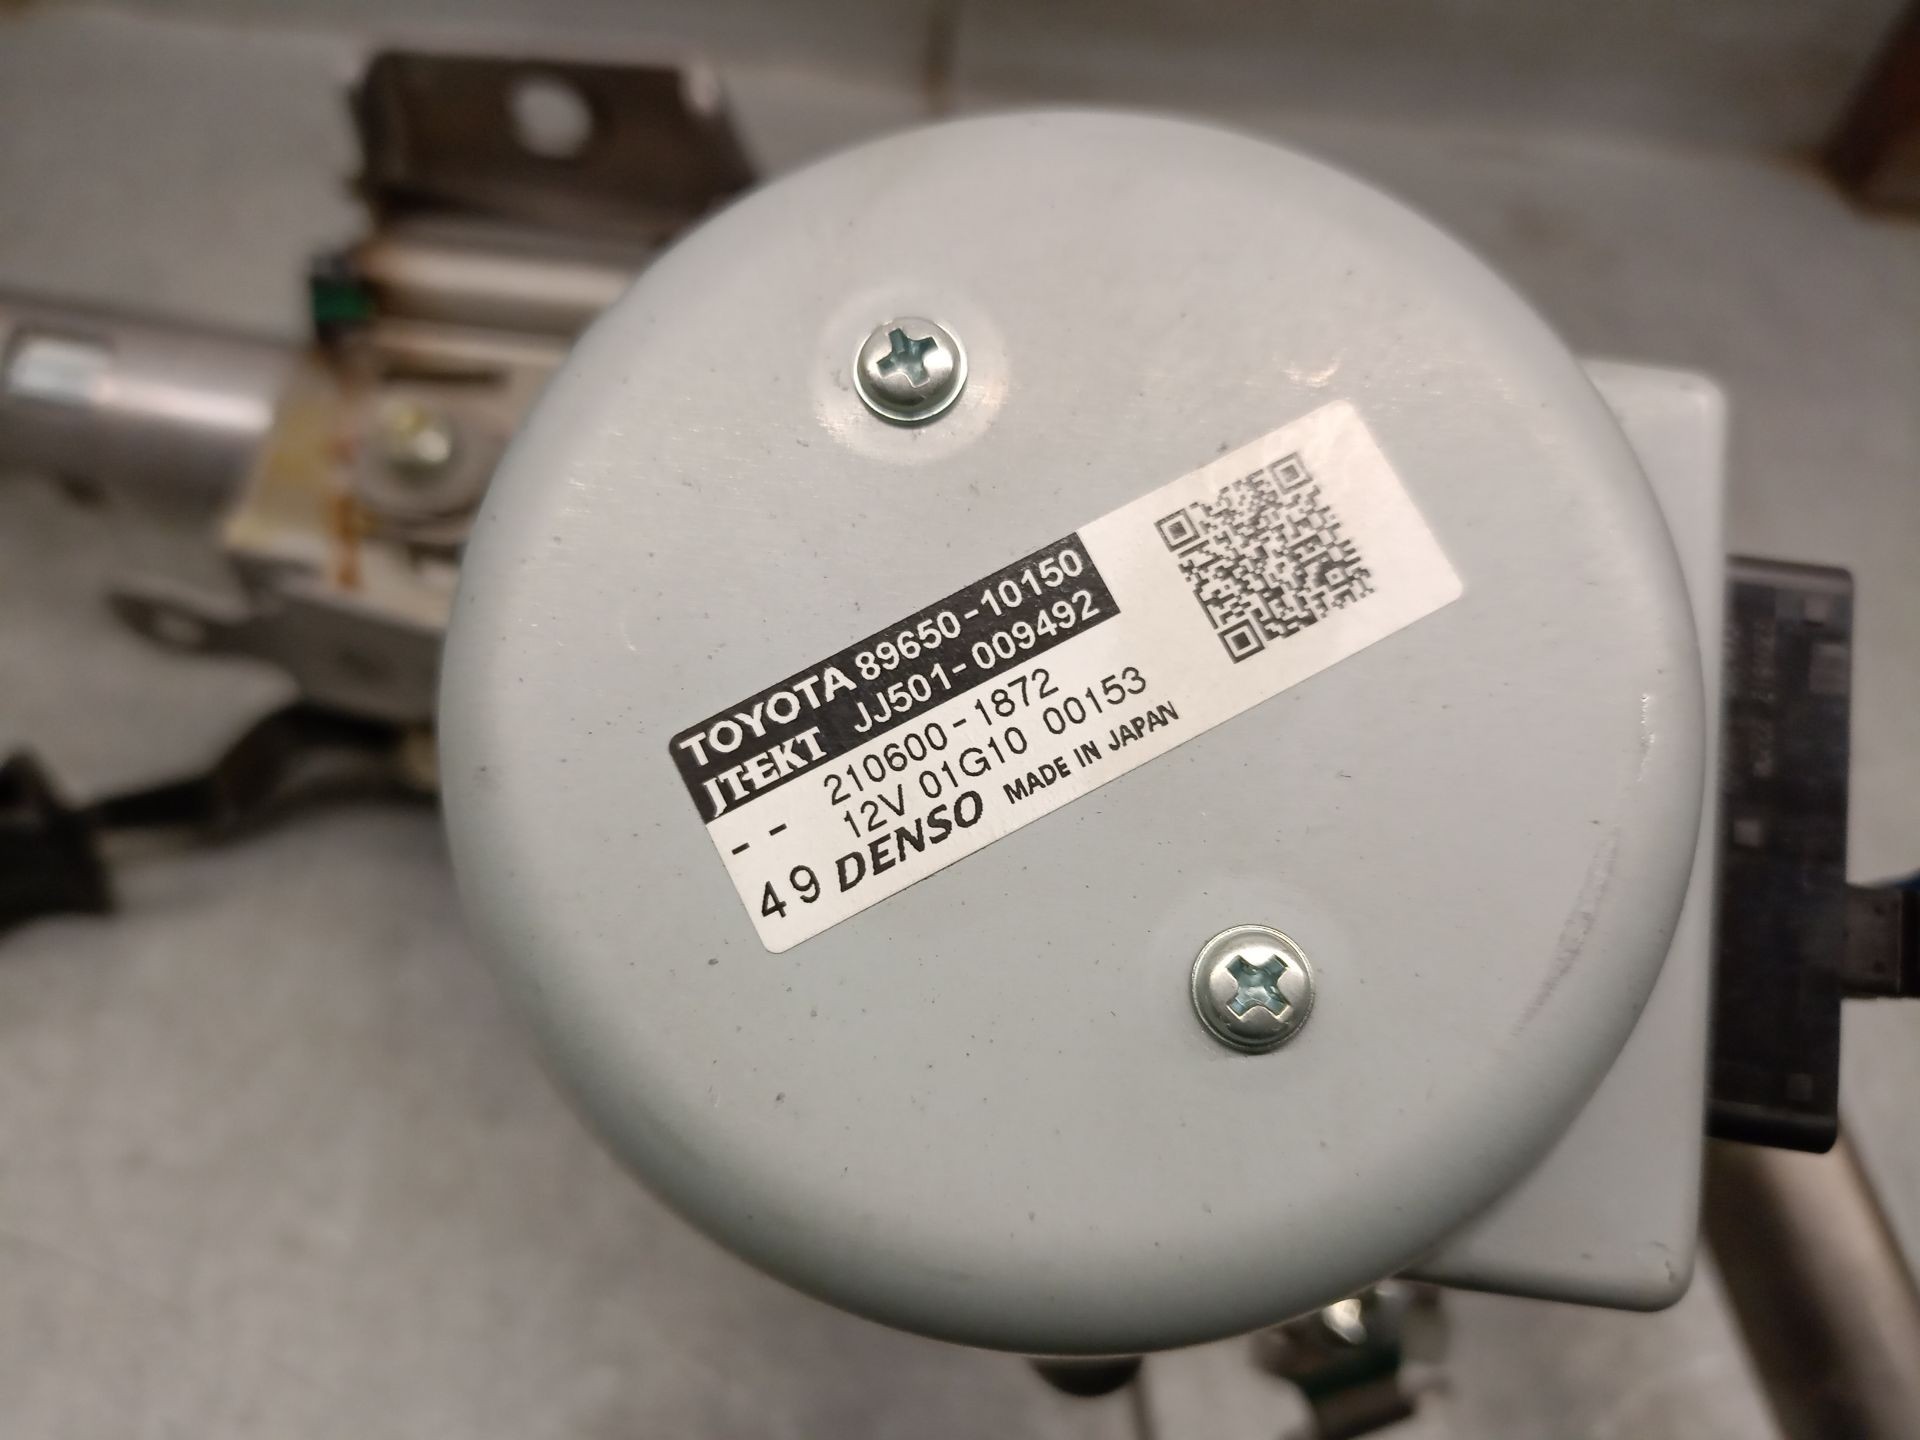 TOYOTA 89650-10150
JTEKT JJ501-009492
210600-1872
- - 12V 01G10 00153
49 DENSO MADE IN JAPAN